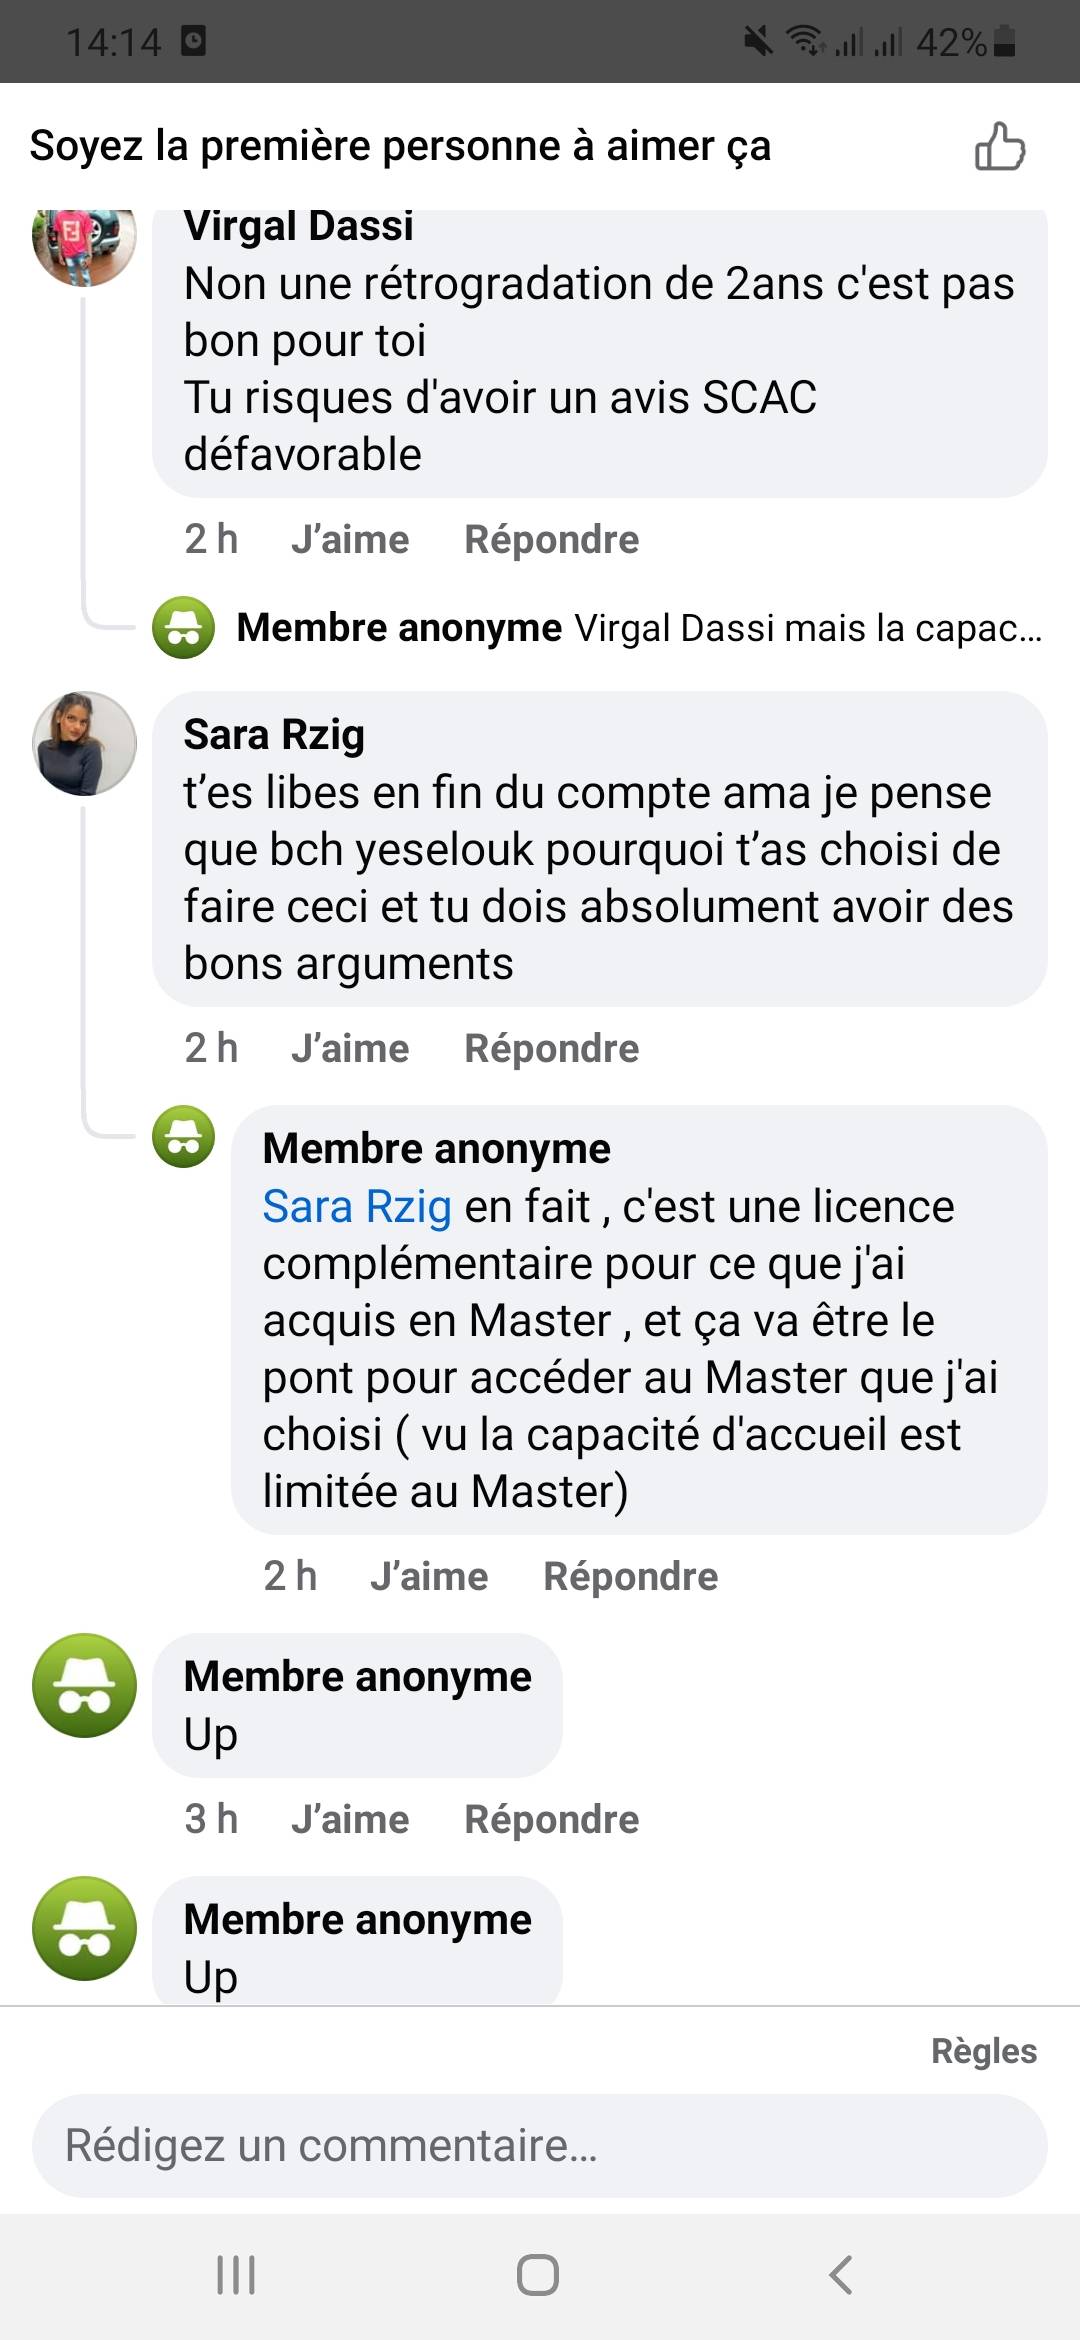 14:14
42%
Soyez la première personne à aimer ça
Virgal Dassi
Non une rétrogradation de 2ans c'est pas
bon pour toi
Tu risques d'avoir un avis SCAC
défavorable
2 h J’aime Répondre
Membre anonyme Virgal Dassi mais la capac...
Sara Rzig
t’es libes en fin du compte ama je pense
que bch yeselouk pourquoi t’as choisi de
faire ceci et tu dois absolument avoir des
bons arguments
2 h J’aime Répondre
Membre anonyme
Sara Rzig en fait , c'est une licence
complémentaire pour ce que j'ai
acquis en Master , et ça va être le
pont pour accéder au Master que j'ai
choisi ( vu la capacité d'accueil est
limitée au Master)
2 h J’aime Répondre
Membre anonyme
Up
3 h J’aime Répondre
Membre anonyme
Up
Règles
Rédigez un commentaire...